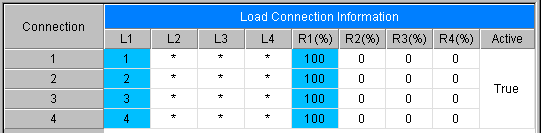 Connection Load Connection Information
L1 L2 L3 L4 R1(%) R2(%) R3(%) R4(%) Active
1 1 * * * 100 0 0 0 True
2 2 * * * 100 0 0 0
3 3 * * * 100 0 0 0
4 4 * * * 100 0 0 0